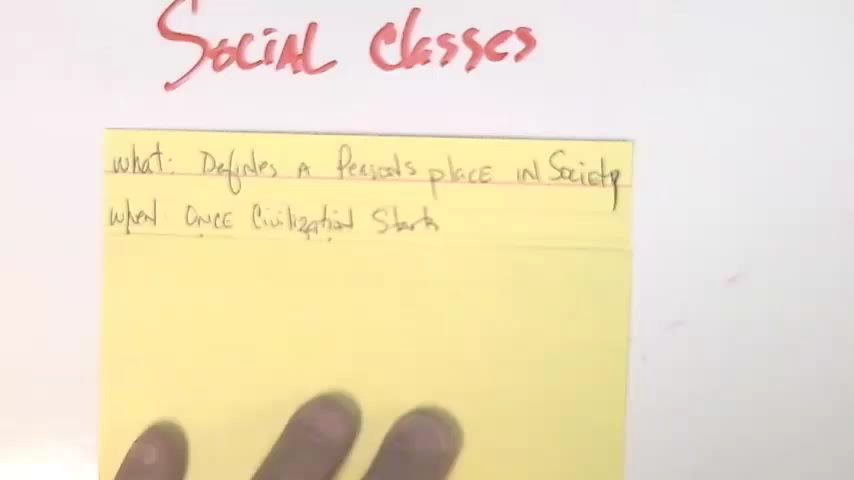 Social Classes
what: Defines A Person's place IN Society
when ONCE Civilization Starts